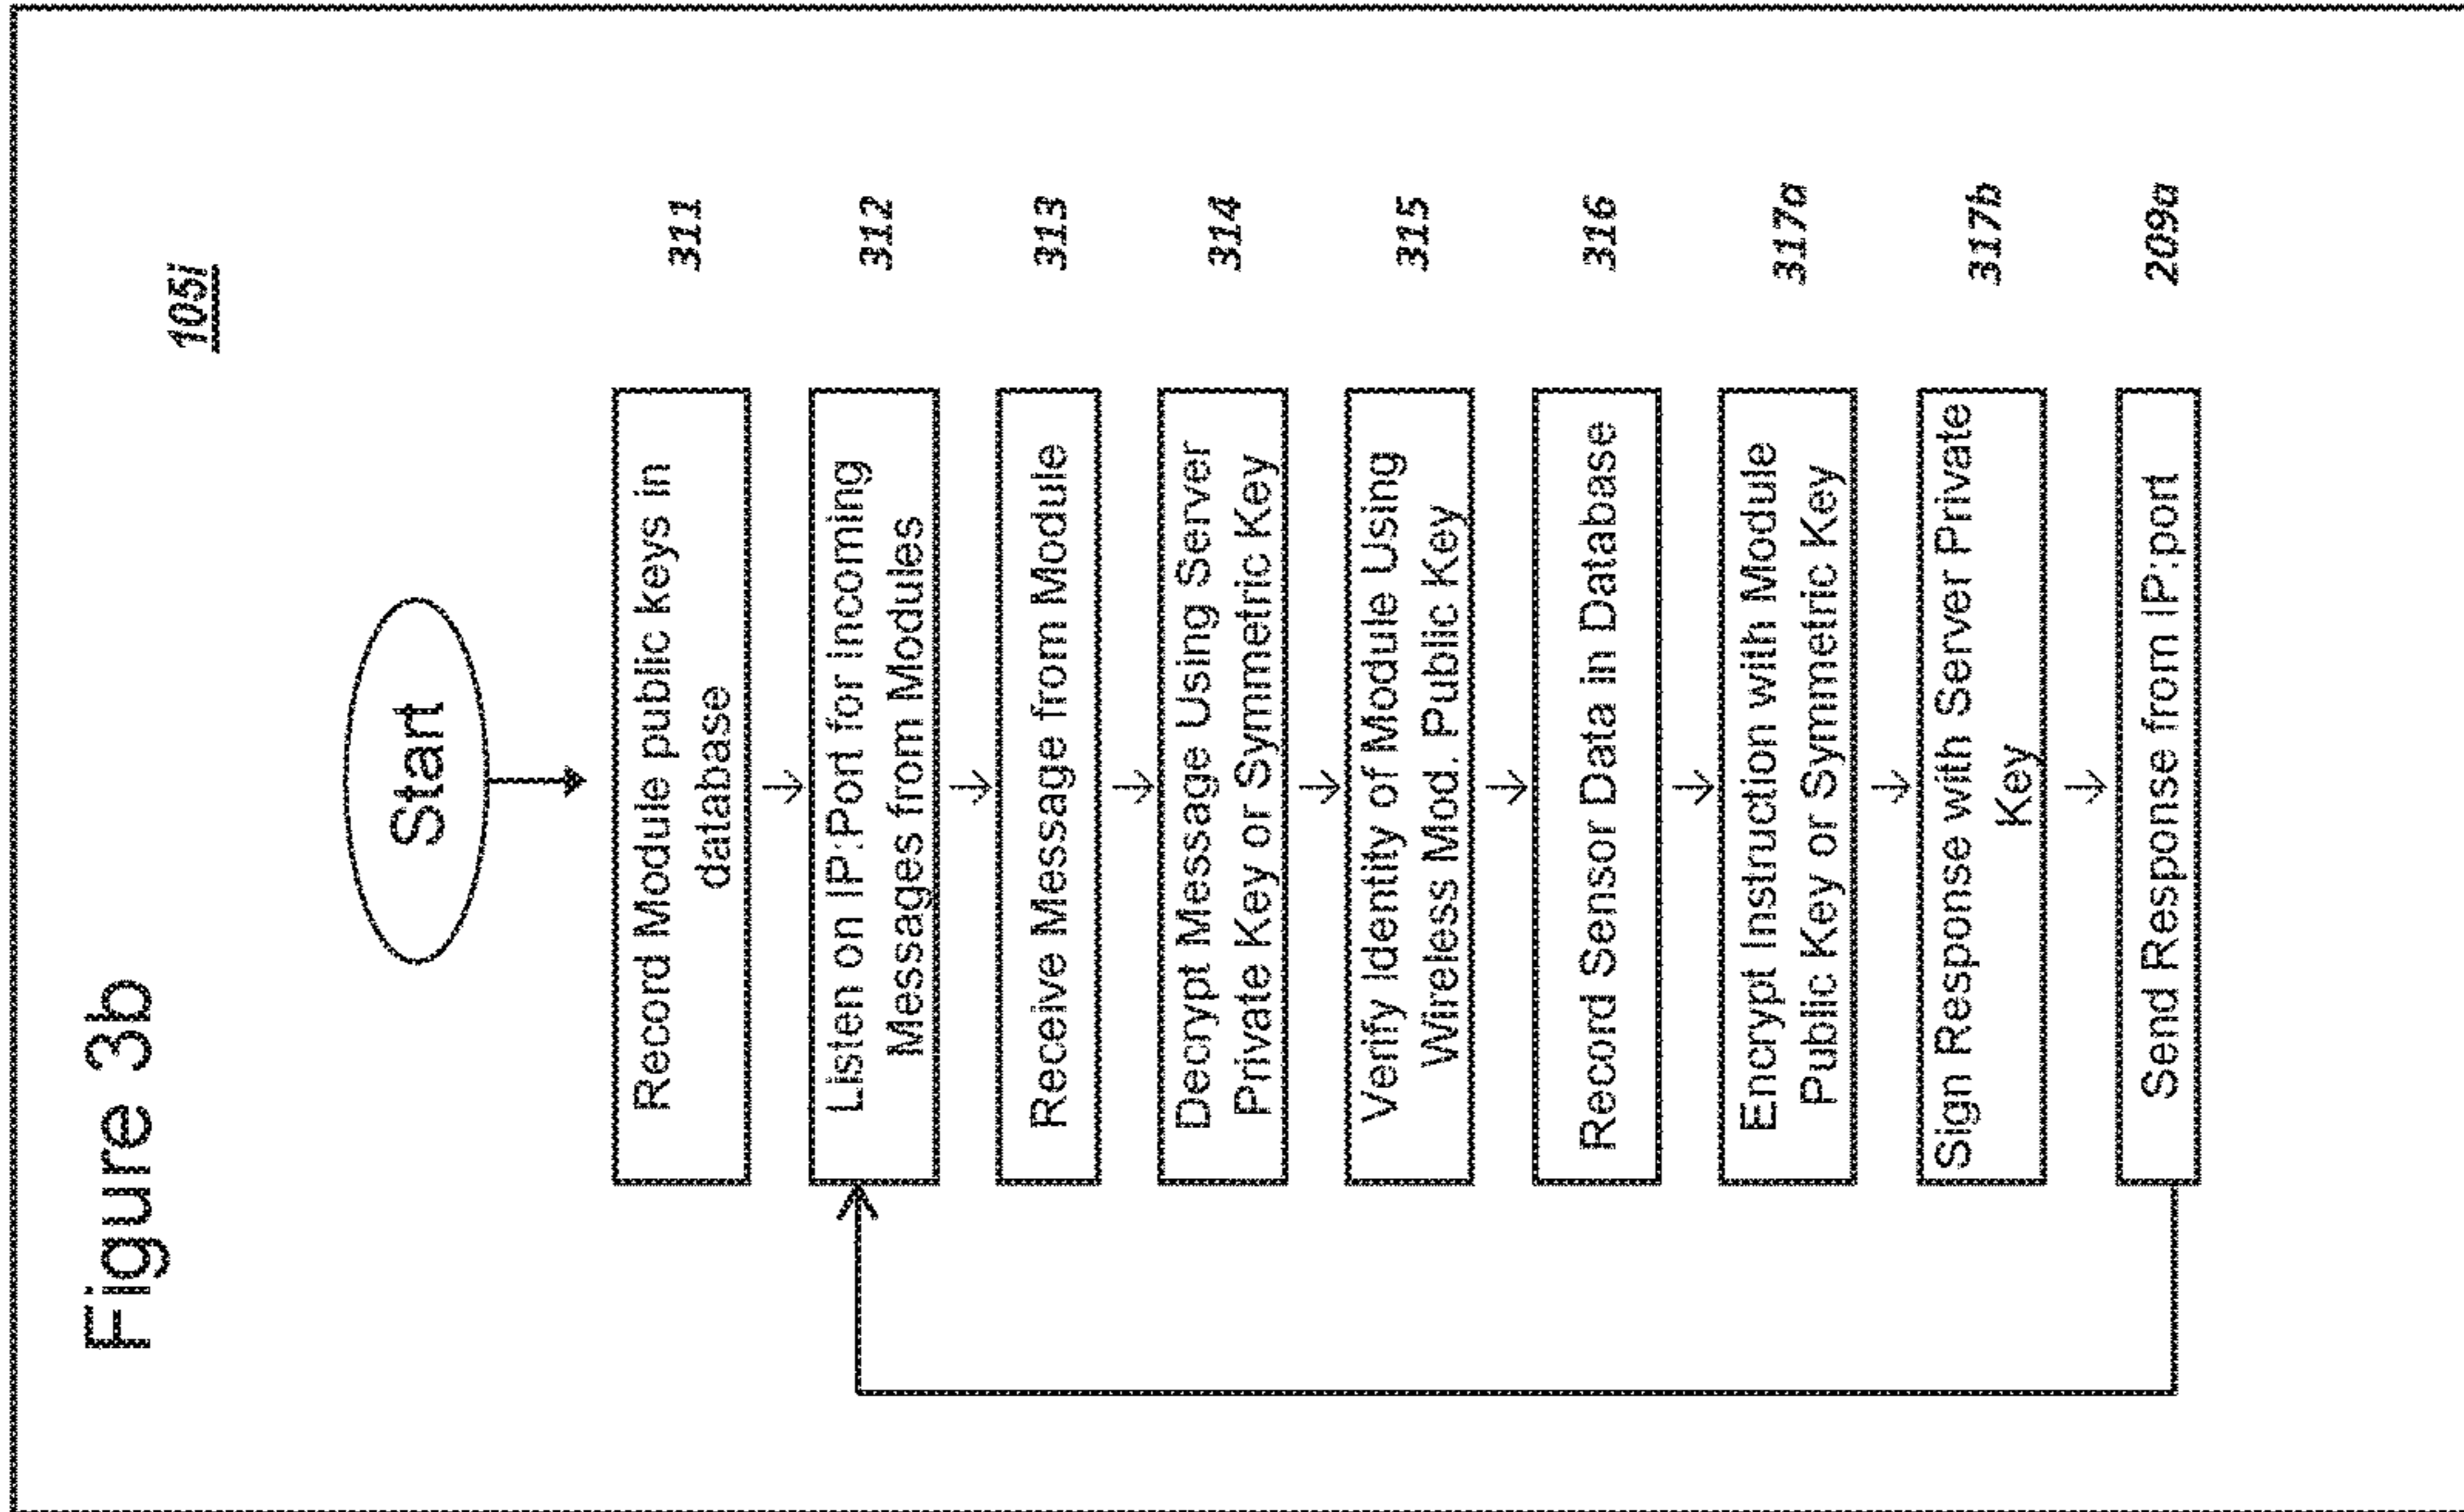 Figure 3b
105i
Start
Record Module public keys in
database
311
Listen on IP:Port for Incoming
Messages from Modules
312
Receive Message from Module
313
Decrypt Message Using Server
Private Key or Symmetric Key
314
Verify Identity of Module Using
Wireless Mod. Public Key
315
Record Sensor Data in Database
316
Encrypt Instruction with Module
Public Key or Symmetric Key
317a
Sign Response with Server Private
Key
317b
Send Response from IP:port
209a